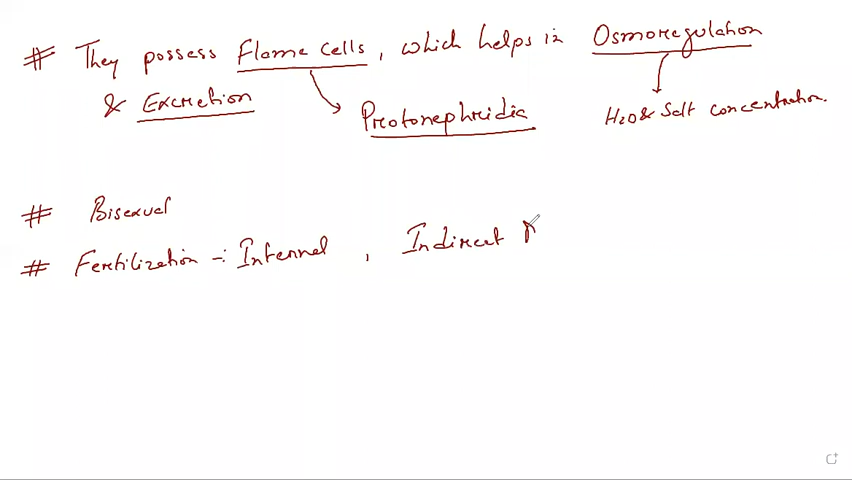 # They possess Flame cells, which helps in Osmoregulation
& Excretion
Protonephridia
H2O & Salt concentration.
# Bisexual
# Fertilization -: Internal, Indirect